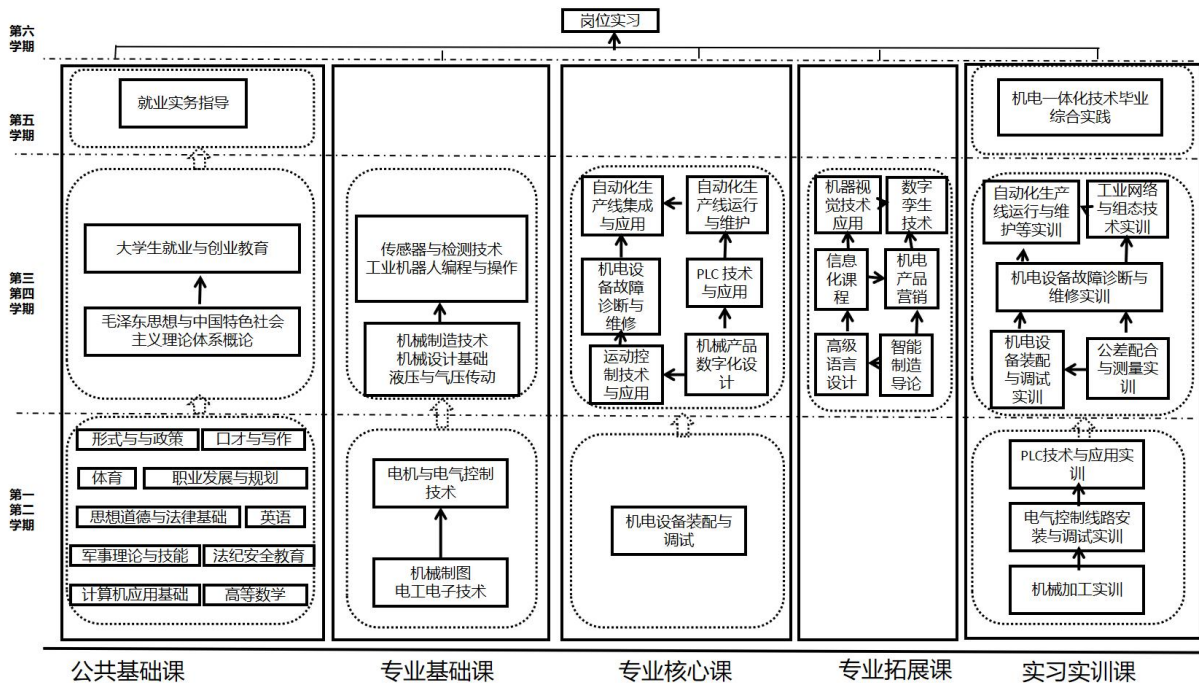 第六
学期
岗位实习
第五
学期
就业实务指导
机电一体化技术毕业
综合实践
第三
第四
学期
大学生就业与创业教育
毛泽东思想与中国特色社会
主义理论体系概论
传感器与检测技术
工业机器人编程与操作
机械制造技术
机械设计基础
液压与气压传动
自动化生
产线集成
与应用
自动化生
产线运行
与维护
机电设
备故障
诊断与
维修
PLC 技术
与应用
运动控
制技术
与应用
机械产品
数字化设
计
机器视
觉技术
应用
数字
孪生
技术
信息
化课
程
机电
产品
营销
高级
语言
设计
智能
制造
导论
自动化生产
线运行与维
护等实训
工业网络
与组态技
术实训
机电设备故障诊断与
维修实训
机电设
备装配
与调试
实训
公差配合
与测量实
训
第一
第二
学期
形式与与政策
口才与写作
体育
职业发展与规划
思想道德与法律基础
英语
军事理论与技能
法纪安全教育
计算机应用基础
高等数学
电机与电气控制
技术
机械制图
电工电子技术
机电设备装配与
调试
PLC技术与应用实
训
电气控制线路安
装与调试实训
机械加工实训
公共基础课
专业基础课
专业核心课
专业拓展课
实习实训课